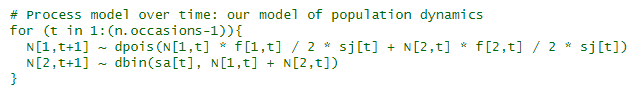 # Process model over time: our model of population dynamics
for (t in 1:(n.occasions-1)){
N[1,t+1] ~ dpois(N[1,t] * f[1,t] / 2 * sj[t] + N[2,t] * f[2,t] / 2 * sj[t])
N[2,t+1] ~ dbin(sa[t], N[1,t] + N[2,t])
}